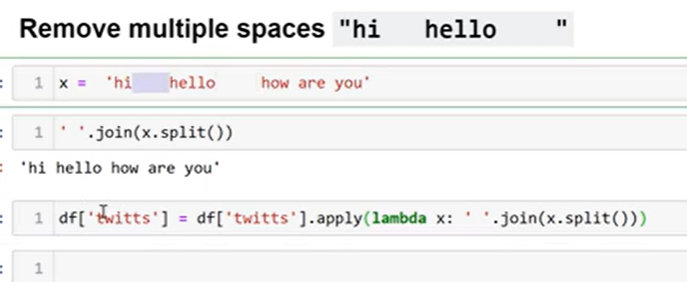 Remove multiple spaces "hi   hello    "
1 x =  'hi    hello     how are you'
1 ' '.join(x.split())
'hi hello how are you'
1 df['twitts'] = df['twitts'].apply(lambda x: ' '.join(x.split()))
1